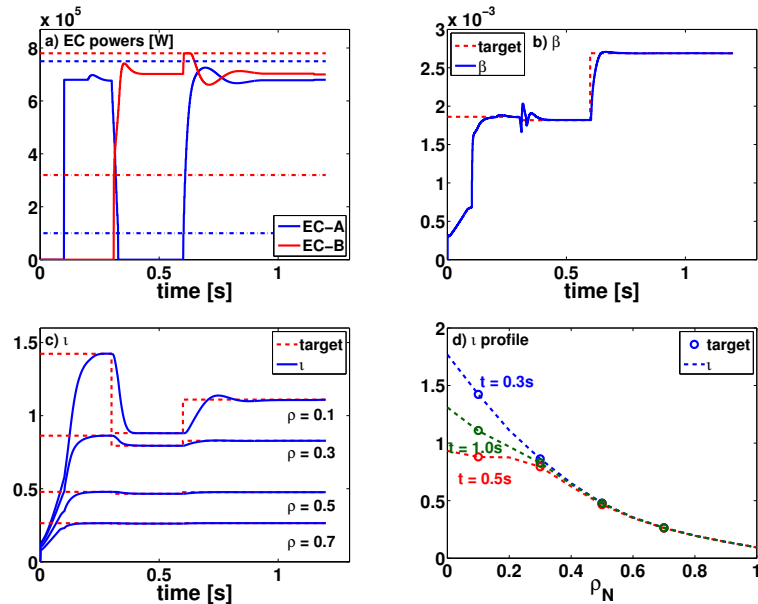 x 10^5
a) EC powers [W]
8
6
4
2
0
EC−A
EC−B
0
0.5
1
time [s]
x 10^−3
target
β
b) β
3
2.5
2
1.5
1
0.5
0
0
0.5
1
time [s]
c) ι
target
ι
1.5
1
0.5
0
ρ = 0.1
ρ = 0.3
ρ = 0.5
ρ = 0.7
0
0.5
1
time [s]
d) ι profile
target
ι
2
1.5
1
0.5
0
t = 0.3s
t = 1.0s
t = 0.5s
0
0.2
0.4
0.6
0.8
1
ρN